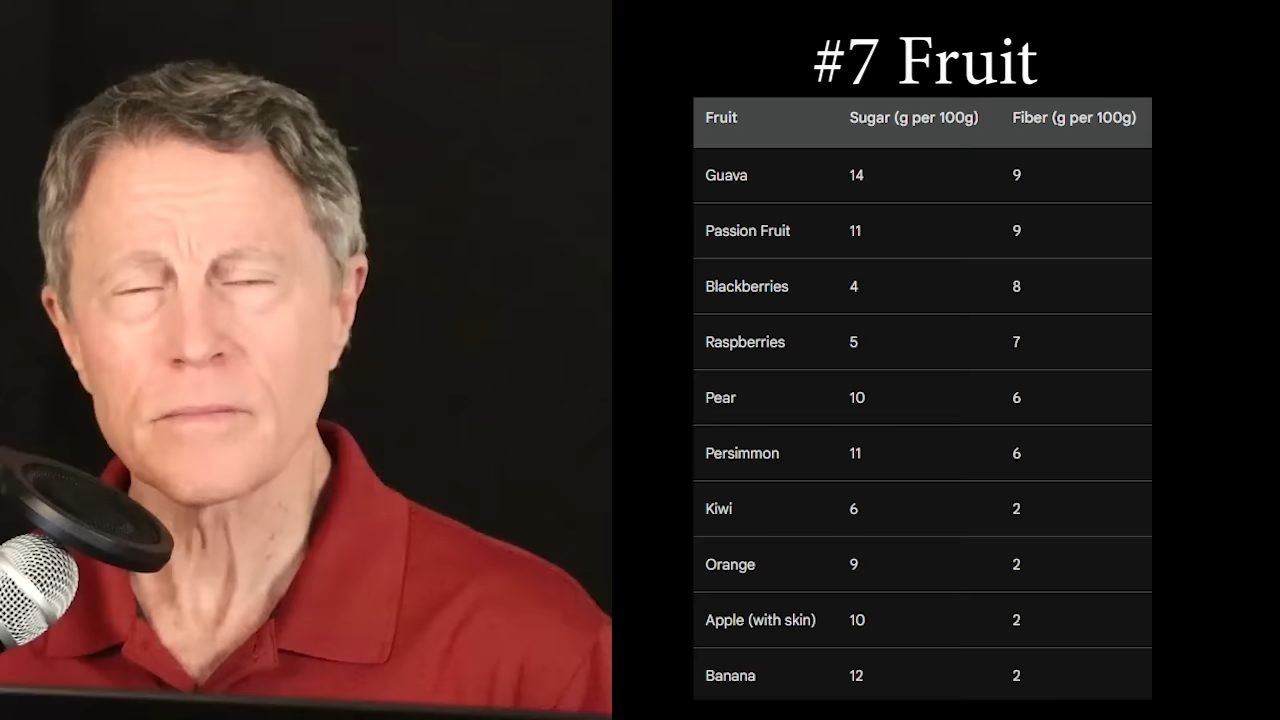 #7 Fruit
Fruit Sugar (g per 100g) Fiber (g per 100g)
Guava 14 9
Passion Fruit 11 9
Blackberries 4 8
Raspberries 5 7
Pear 10 6
Persimmon 11 6
Kiwi 6 2
Orange 9 2
Apple (with skin) 10 2
Banana 12 2